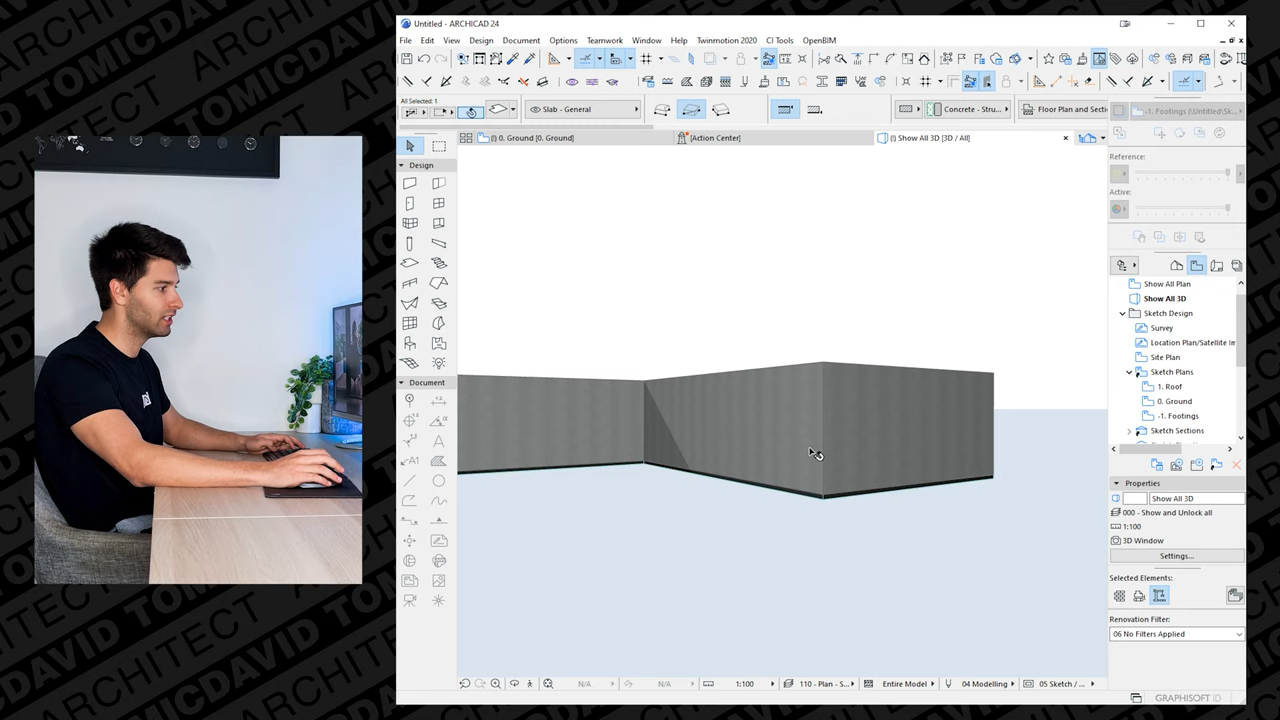 Untitled - ARCHICAD 24
File Edit View Design Document Options Teamwork Window Help Twinmotion 2020 CI Tools OpenBIM
All Selected: 1
Slab - General
Concrete - Stru...
Floor Plan and Secti
-1. Footings (\Untitled\Sk...
(!) 0. Ground [0. Ground]
[Action Center]
(!) Show All 3D [3D / All]
Reference:
Active:
Design
Document
Show All Plan
Show All 3D
Sketch Design
Survey
Location Plan/Satellite Im
Site Plan
Sketch Plans
1. Roof
0. Ground
-1. Footings
Sketch Sections
Properties
Show All 3D
000 - Show and Unlock all
1:100
3D Window
Settings...
Selected Elements:
Renovation Filter:
06 No Filters Applied
N/A
N/A
1:100
110 - Plan - S...
Entire Model
04 Modelling
05 Sketch / ...
GRAPHISOFT ID
ARCHITECT DAVID TOMIC